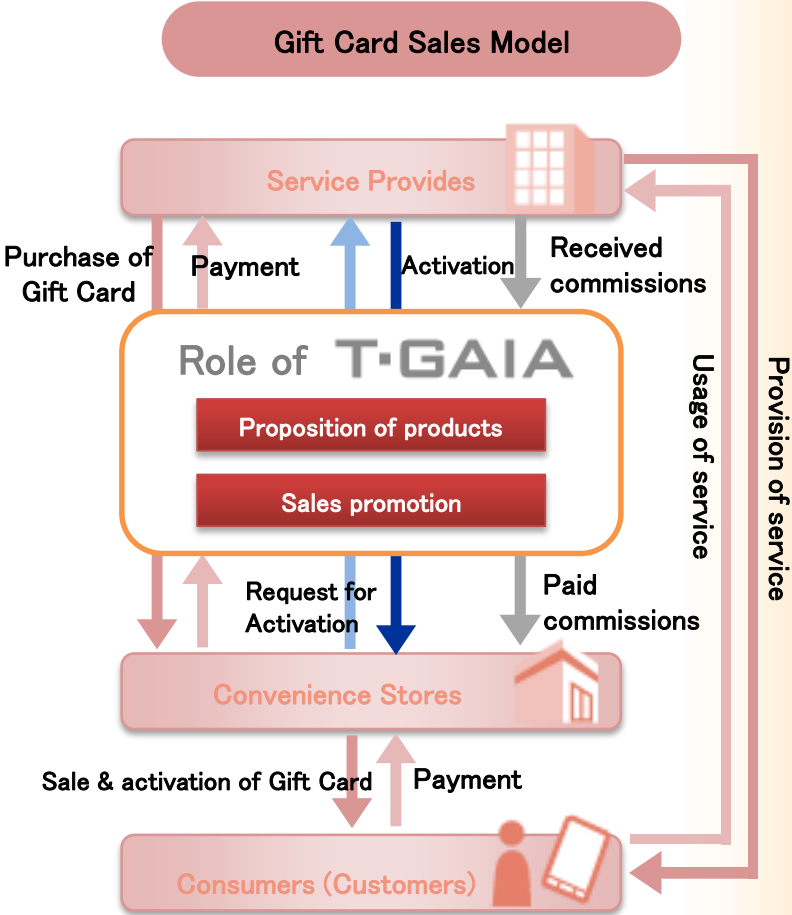 Gift Card Sales Model
Service Provides
Purchase of
Gift Card
Payment
Activation
Received
commissions
Role of T·GAIA
Proposition of products
Sales promotion
Usage of service
Provision of service
Request for
Activation
Paid
commissions
Convenience Stores
Sale & activation of Gift Card
Payment
Consumers (Customers)